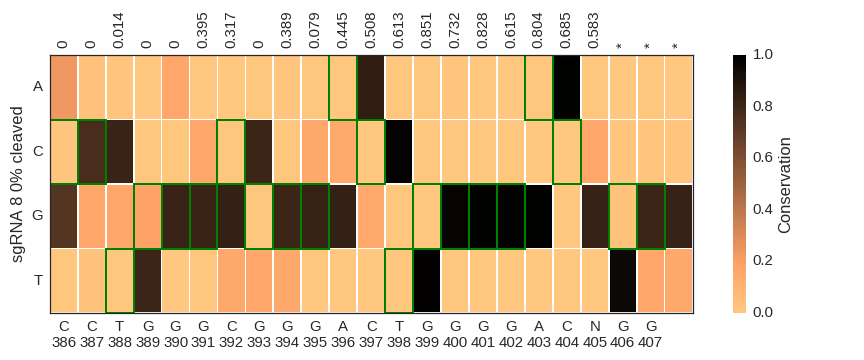 0 0 0.014 0 0 0.395 0.317 0 0.389 0.079 0.445 0.508 0.613 0.851 0.732 0.828 0.615 0.804 0.685 0.583 * * *
sgRNA 8 0% cleaved
A
C
G
T
C C T G G G C G G G A C T G G G G A C N G G
386 387 388 389 390 391 392 393 394 395 396 397 398 399 400 401 402 403 404 405 406 407
1.0
0.8
0.6
0.4
0.2
0.0
Conservation